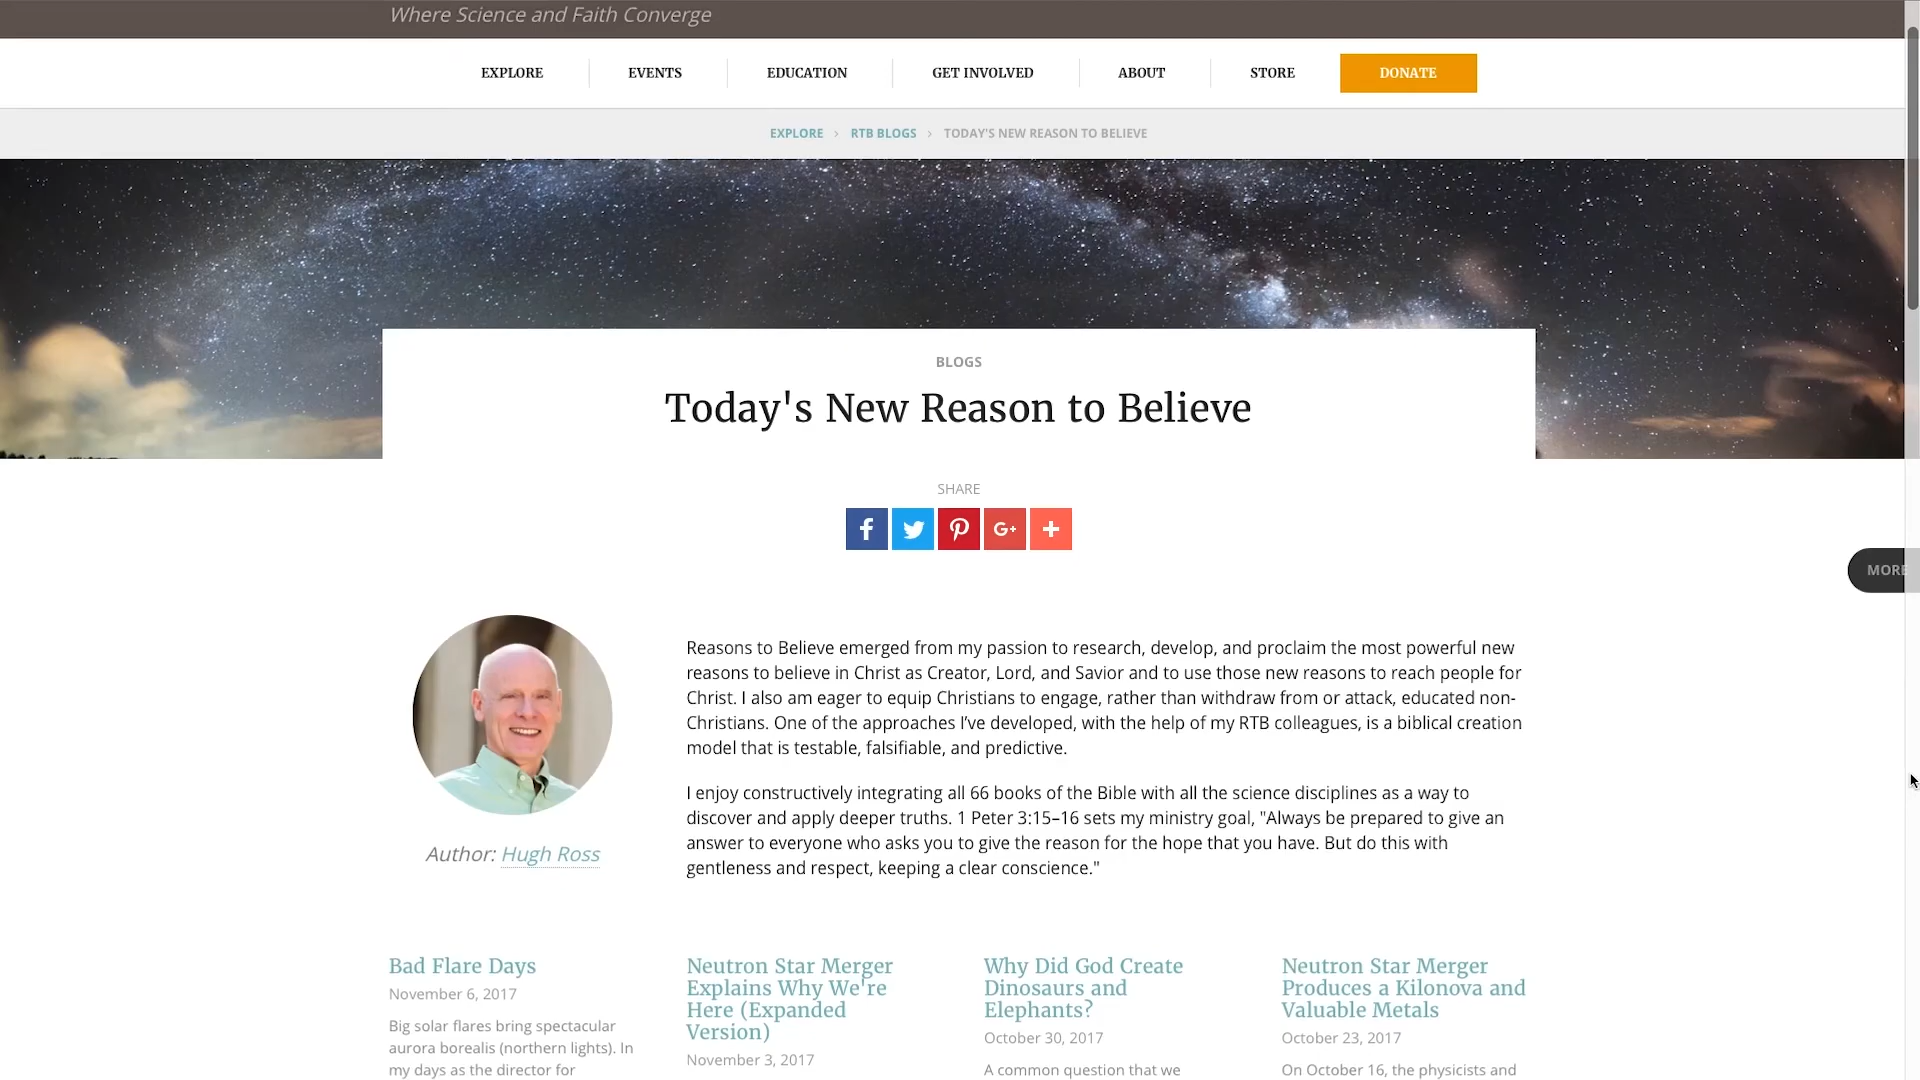 Where Science and Faith Converge
EXPLORE EVENTS EDUCATION GET INVOLVED ABOUT STORE DONATE
EXPLORE › RTB BLOGS › TODAY'S NEW REASON TO BELIEVE
BLOGS
Today's New Reason to Believe
SHARE
G+
MORE
Reasons to Believe emerged from my passion to research, develop, and proclaim the most powerful new
reasons to believe in Christ as Creator, Lord, and Savior and to use those new reasons to reach people for
Christ. I also am eager to equip Christians to engage, rather than withdraw from or attack, educated non-
Christians. One of the approaches I’ve developed, with the help of my RTB colleagues, is a biblical creation
model that is testable, falsifiable, and predictive.
I enjoy constructively integrating all 66 books of the Bible with all the science disciplines as a way to
discover and apply deeper truths. 1 Peter 3:15–16 sets my ministry goal, "Always be prepared to give an
answer to everyone who asks you to give the reason for the hope that you have. But do this with
gentleness and respect, keeping a clear conscience."
Author: Hugh Ross
Bad Flare Days
November 6, 2017
Big solar flares bring spectacular
aurora borealis (northern lights). In
my days as the director for
Neutron Star Merger
Explains Why We're
Here (Expanded
Version)
November 3, 2017
Why Did God Create
Dinosaurs and
Elephants?
October 30, 2017
A common question that we
Neutron Star Merger
Produces a Kilonova and
Valuable Metals
October 23, 2017
On October 16, the physicists and